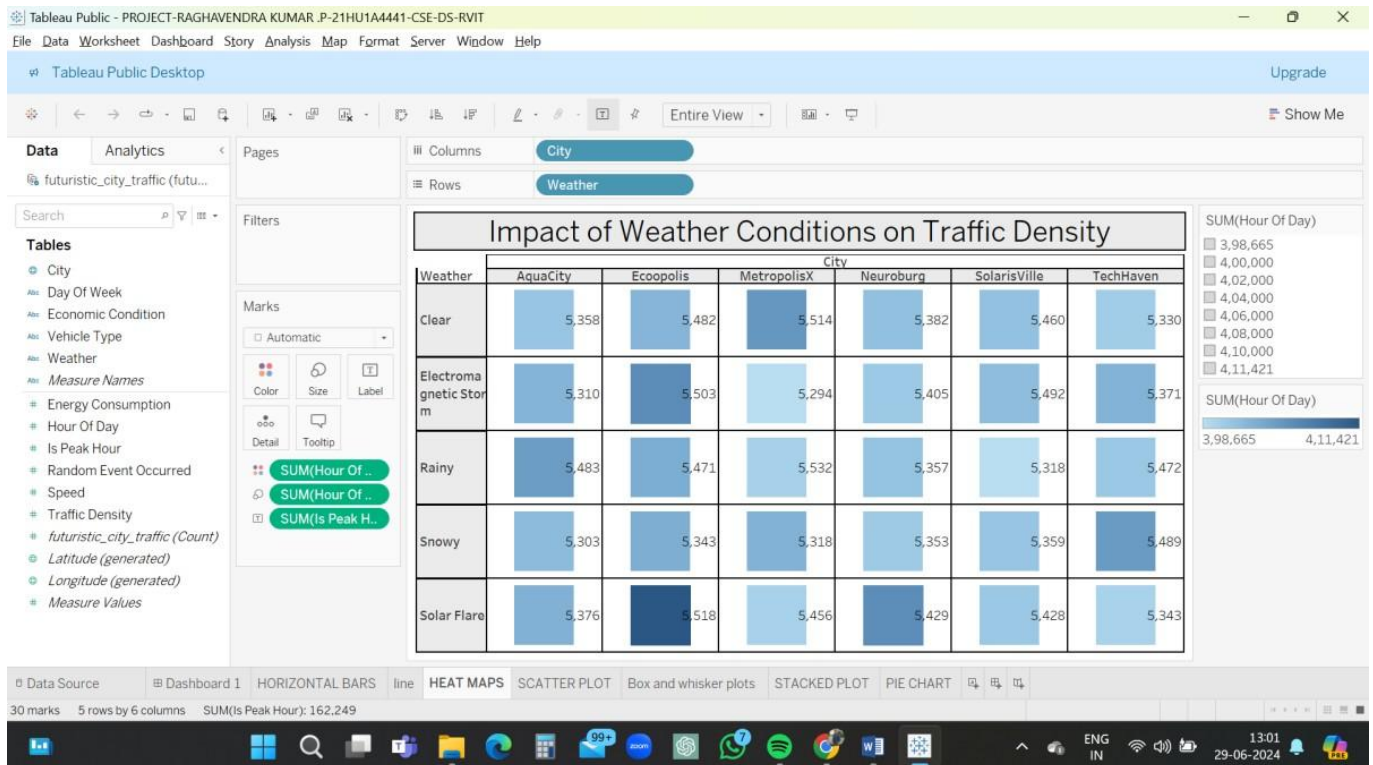 Tableau Public - PROJECT-RAGHAVENDRA KUMAR .P-21HU1A4441-CSE-DS-RVIT
File Data Worksheet Dashboard Story Analysis Map Format Server Window Help
Tableau Public Desktop Upgrade
Entire View Show Me
Data Analytics
futuristic_city_traffic (futu...
Search
Tables
City
Abc Day Of Week
Abc Economic Condition
Abc Vehicle Type
Abc Weather
Abc Measure Names
# Energy Consumption
# Hour Of Day
# Is Peak Hour
# Random Event Occurred
# Speed
# Traffic Density
# futuristic_city_traffic (Count)
Latitude (generated)
Longitude (generated)
# Measure Values
Pages
Filters
Marks
Automatic
Color Size Label
Detail Tooltip
SUM(Hour Of ..
SUM(Hour Of ..
SUM(Is Peak H..
Columns City
Rows Weather
Impact of Weather Conditions on Traffic Density
City
Weather AquaCity Ecoopolis MetropolisX Neuroburg SolarisVille TechHaven
Clear 5,358 5,482 5,514 5,382 5,460 5,330
Electroma
gnetic Stor
m 5,310 5,503 5,294 5,405 5,492 5,371
Rainy 5,483 5,471 5,532 5,357 5,318 5,472
Snowy 5,303 5,343 5,318 5,353 5,359 5,489
Solar Flare 5,376 5,518 5,456 5,429 5,428 5,343
SUM(Hour Of Day)
3,98,665
4,00,000
4,02,000
4,04,000
4,06,000
4,08,000
4,10,000
4,11,421
SUM(Hour Of Day)
3,98,665 4,11,421
Data Source Dashboard 1 HORIZONTAL BARS line HEAT MAPS SCATTER PLOT Box and whisker plots STACKED PLOT PIE CHART
30 marks 5 rows by 6 columns SUM(Is Peak Hour): 162,249
99+ zoom 7
ENG
IN
13:01
29-06-2024
PRE